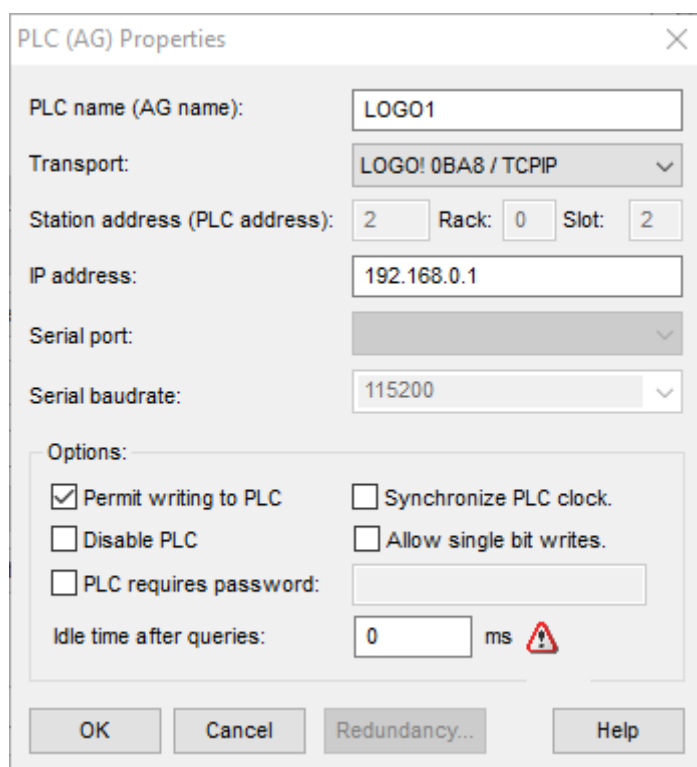 PLC (AG) Properties
PLC name (AG name): LOGO1
Transport: LOGO! 0BA8 / TCPIP
Station address (PLC address): 2 Rack: 0 Slot: 2
IP address: 192.168.0.1
Serial port:
Serial baudrate: 115200
Options:
Permit writing to PLC Synchronize PLC clock.
Disable PLC Allow single bit writes.
PLC requires password:
Idle time after queries: 0 ms
OK Cancel Redundancy... Help